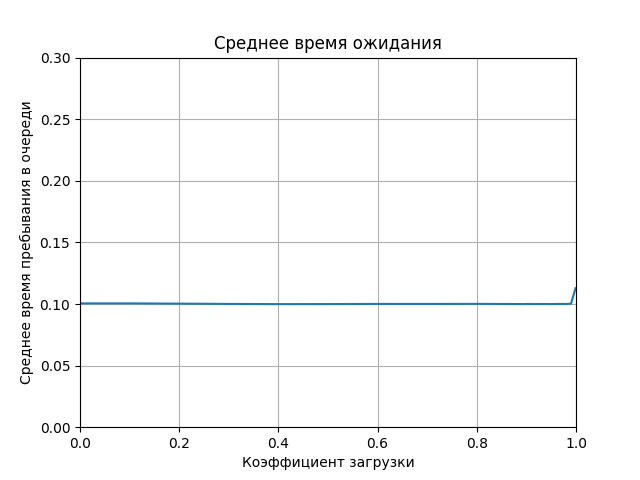 Среднее время ожидания
Среднее время пребывания в очереди
0.30
0.25
0.20
0.15
0.10
0.05
0.00
0.0 0.2 0.4 0.6 0.8 1.0
Коэффициент загрузки